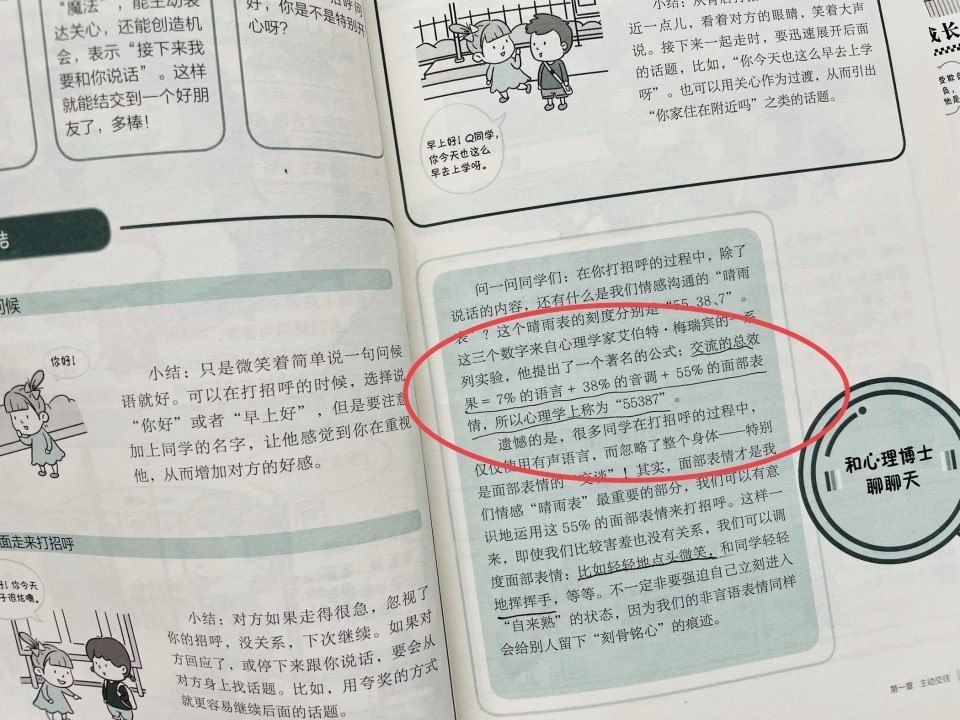 “魔法”，能主动表
达关心，还能创造机
会，表示“接下来我
要和你说话”。这样
就能结交到一个好朋
友了，多棒！
好，你是不是特别开
心呀？
小结：只是微笑着简单说一句问候
语就好。可以在打招呼的时候，选择说
“你好”或者“早上好”，但是要注意
加上同学的名字，让他感觉到你在重视
他，从而增加对方的好感。
你好！
面走来打招呼
小结：对方如果走得很急，忽视了
你的招呼，没关系，下次继续。如果对
方回应了，或停下来跟你说话，要会从
对方身上找话题。比如，用夸奖的方式
就更容易继续后面的话题。
近一点儿，看着对方的眼睛，笑着大声
说。接下来一起走时，要迅速展开后面
的话题，比如，“你今天也这么早去上学
呀”。也可以用关心作为过渡，从而引出
“你家住在附近吗”之类的话题。
早上好！Q同学，
你今天也这么
早去上学呀。
问一问同学们：在你打招呼的过程中，除了
说话的内容，还有什么是我们情感沟通的“晴雨
表”？这个晴雨表的刻度分别是“55、38、7”。
这三个数字来自心理学家艾伯特·梅瑞宾的一系
列实验，他提出了一个著名的公式：交流的总效
果＝7%的语言＋38%的音调＋55%的面部表
情，所以心理学上称为“55387”。
遗憾的是，很多同学在打招呼的过程中，
仅仅使用有声语言，而忽略了整个身体——特别
是面部表情的“交谈”！其实，面部表情才是我
们情感“晴雨表”最重要的部分，我们可以有意
识地运用这55%的面部表情来打招呼。这样一
来，即使我们比较害羞也没有关系，我们可以调
度面部表情：比如轻轻地点头微笑，和同学轻轻
地挥挥手，等等。不一定非要强迫自己立刻进入
“自来熟”的状态，因为我们的非言语表情同样
会给别人留下“刻骨铭心”的痕迹。
和心理博士
聊聊天
第一章 主动交往